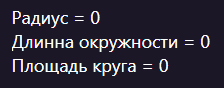 Радиус = 0
Длинна окружности = 0
Площадь круга = 0